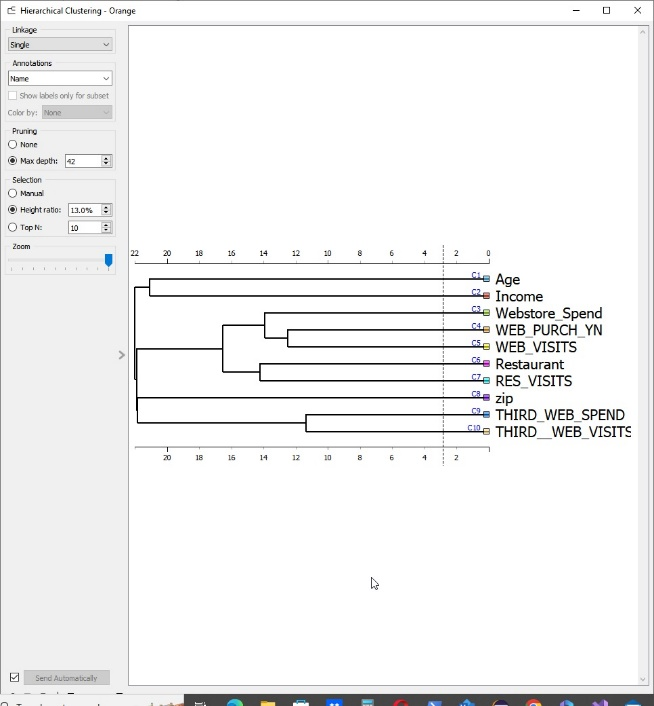 Hierarchical Clustering - Orange
Linkage
Single
Annotations
Name
Show labels only for subset
Color by: None
Pruning
None
Max depth: 42
Selection
Manual
Height ratio: 13.0%
Top N: 10
Zoom
22 20 18 16 14 12 10 8 6 4 2 0
C1 Age
C2 Income
C3 Webstore_Spend
C4 WEB_PURCH_YN
C5 WEB_VISITS
C6 Restaurant
C7 RES_VISITS
C8 zip
C9 THIRD_WEB_SPEND
C10 THIRD__WEB_VISITS
20 18 16 14 12 10 8 6 4 2
Send Automatically